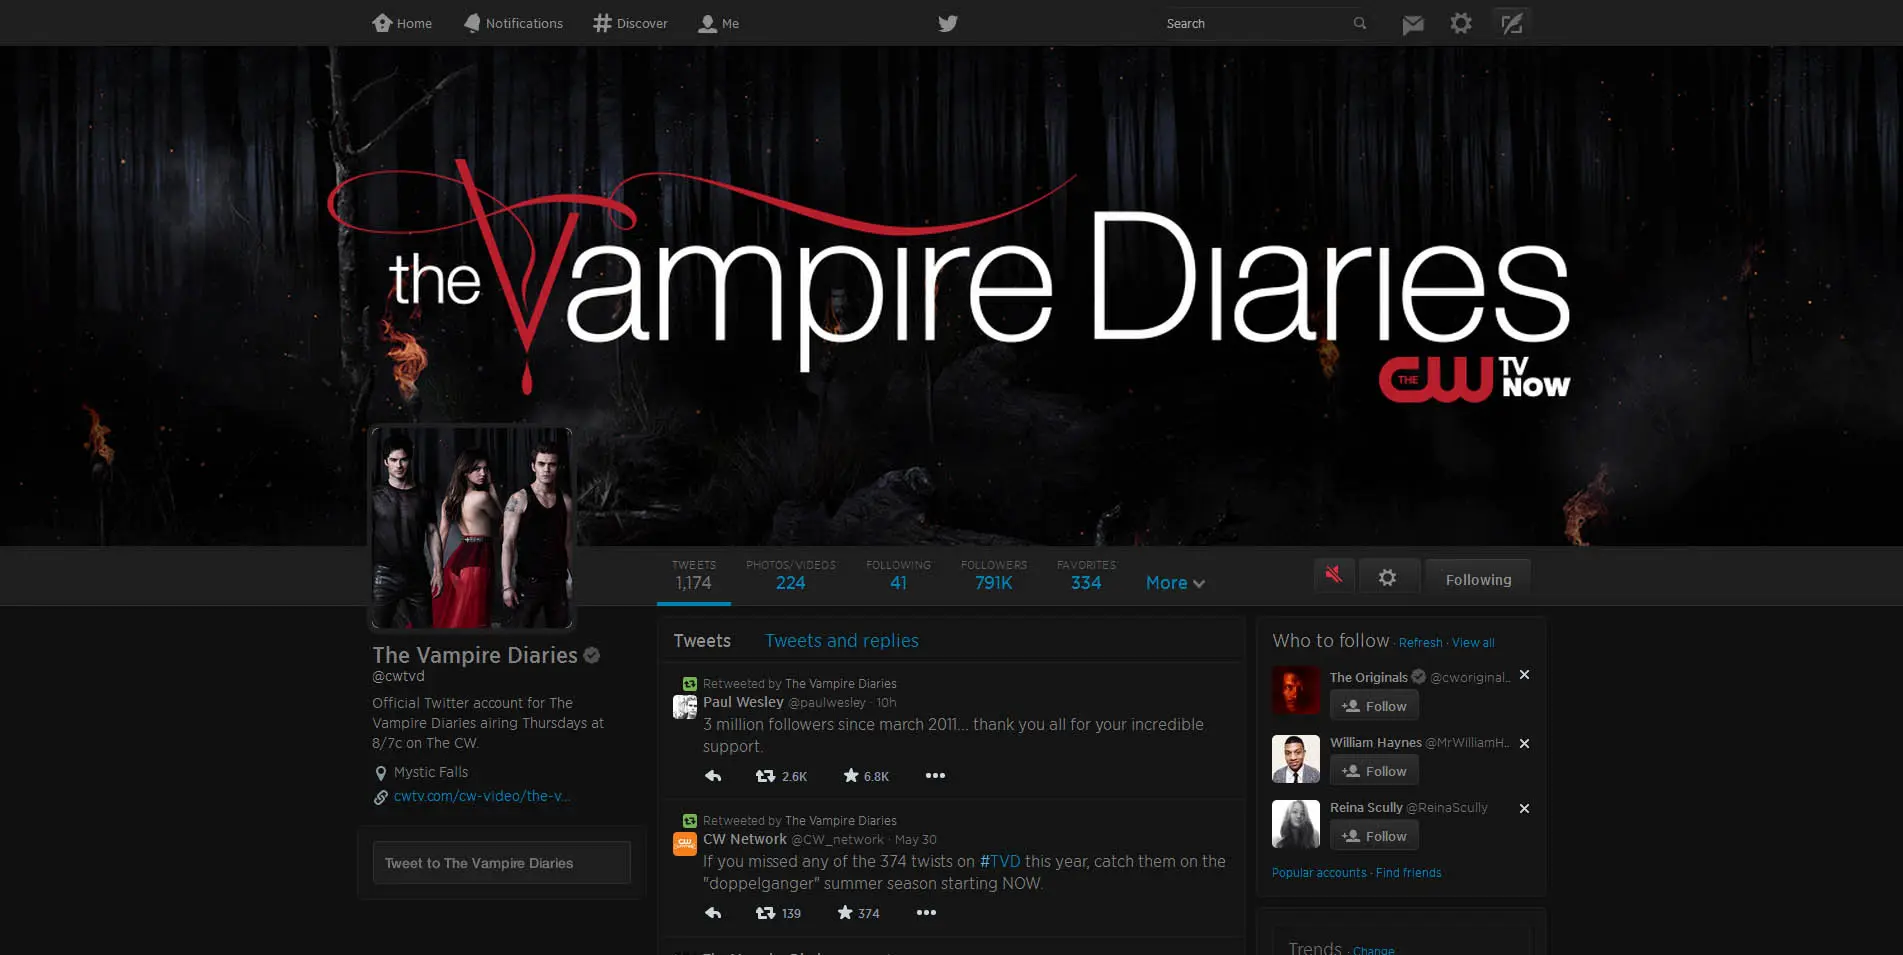 Home
Notifications
Discover
Me
Search
the Vampire Diaries
THE CW TV NOW
TWEETS
1,174
PHOTOS/VIDEOS
224
FOLLOWING
41
FOLLOWERS
791K
FAVORITES
334
More
Following
The Vampire Diaries
@cwtvd
Official Twitter account for The
Vampire Diaries airing Thursdays at
8/7c on The CW.
Mystic Falls
cwtv.com/cw-video/the-v...
Tweet to The Vampire Diaries
Tweets
Tweets and replies
Retweeted by The Vampire Diaries
Paul Wesley @paulwesley · 10h
3 million followers since march 2011... thank you all for your incredible
support.
2.6K
6.8K
Retweeted by The Vampire Diaries
CW Network @CW_network · May 30
If you missed any of the 374 twists on #TVD this year, catch them on the
"doppelganger" summer season starting NOW.
139
374
Who to follow · Refresh · View all
The Originals @cworiginal..
Follow
William Haynes @MrWilliamH..
Follow
Reina Scully @ReinaScully
Follow
Popular accounts · Find friends
Trends · Change